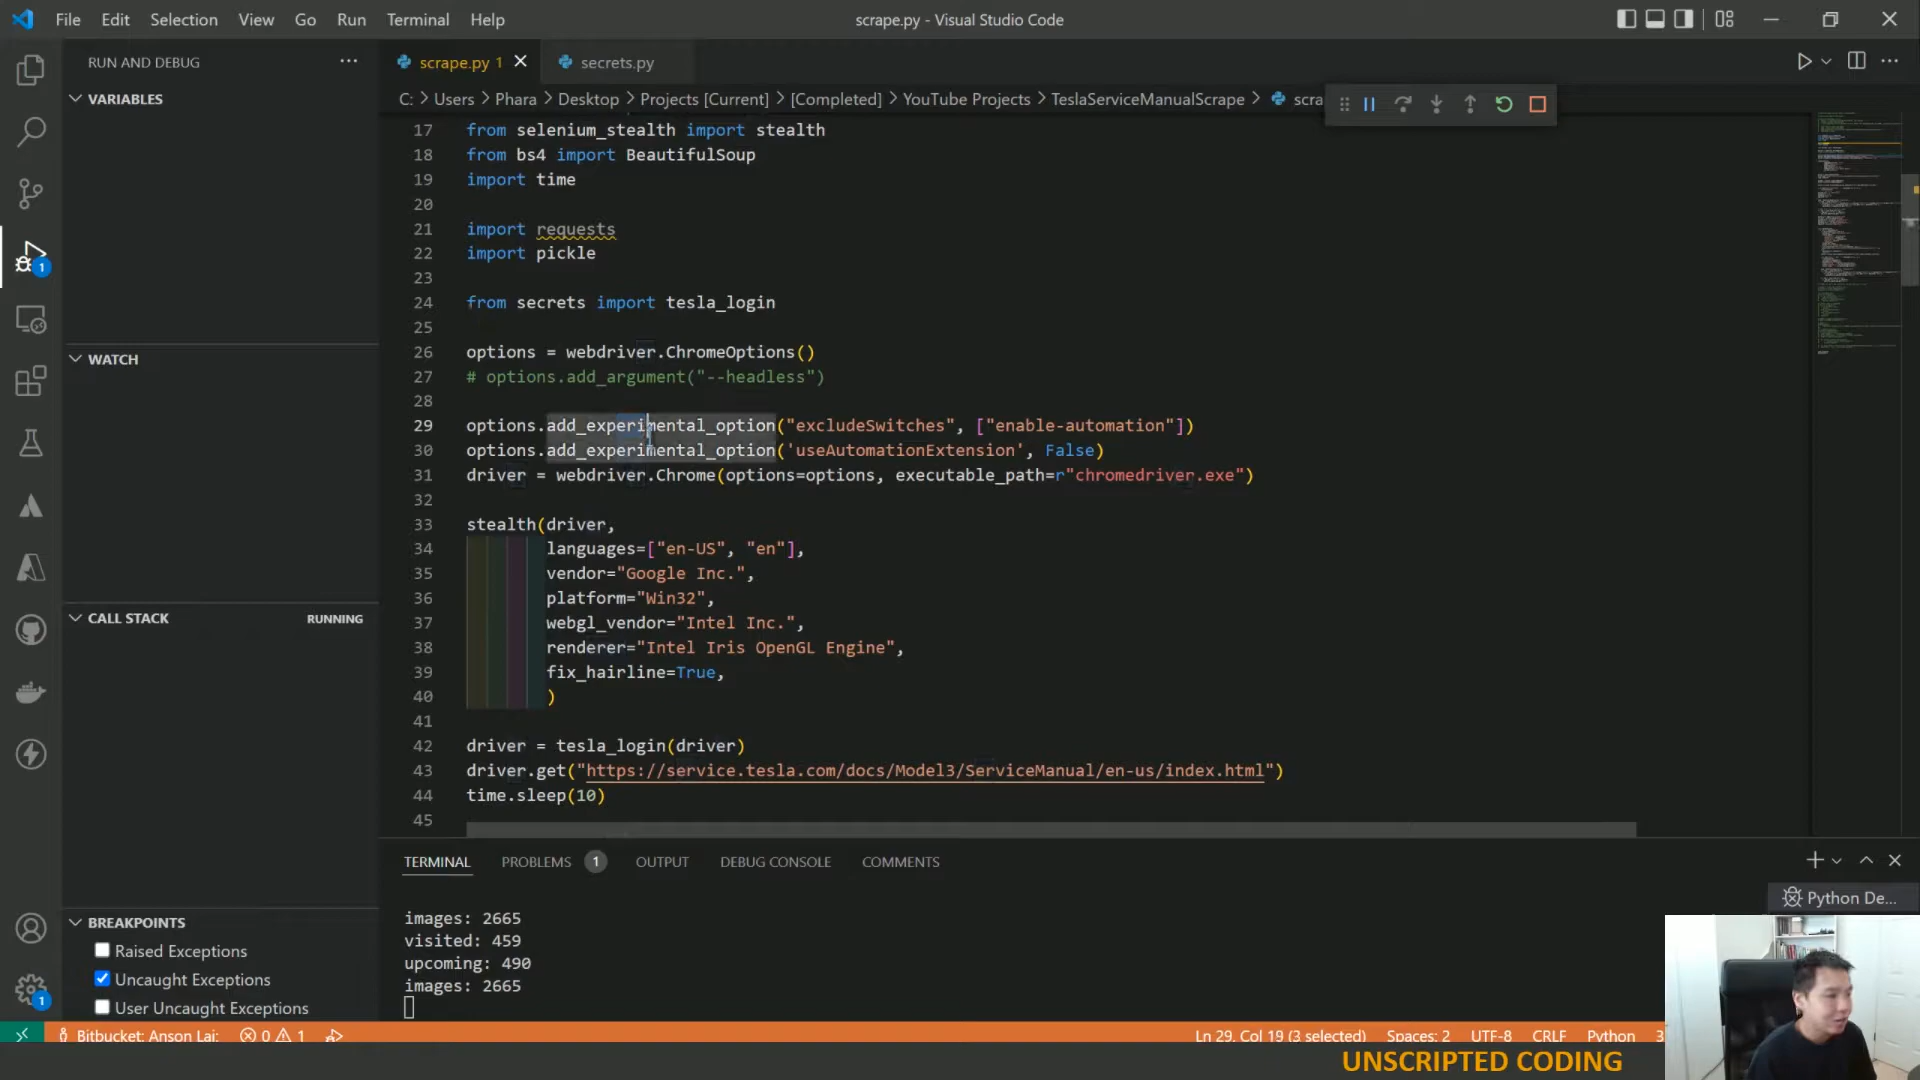 File Edit Selection View Go Run Terminal Help
scrape.py - Visual Studio Code
RUN AND DEBUG
scrape.py 1
secrets.py
VARIABLES
C: > Users > Phara > Desktop > Projects [Current] > [Completed] > YouTube Projects > TeslaServiceManualScrape > scra
17 from selenium_stealth import stealth
18 from bs4 import BeautifulSoup
19 import time
20
21 import requests
22 import pickle
23
24 from secrets import tesla_login
25
26 options = webdriver.ChromeOptions()
27 # options.add_argument("--headless")
28
29 options.add_experimental_option("excludeSwitches", ["enable-automation"])
30 options.add_experimental_option('useAutomationExtension', False)
31 driver = webdriver.Chrome(options=options, executable_path=r"chromedriver.exe")
32
33 stealth(driver,
34 languages=["en-US", "en"],
35 vendor="Google Inc.",
36 platform="Win32",
37 webgl_vendor="Intel Inc.",
38 renderer="Intel Iris OpenGL Engine",
39 fix_hairline=True,
40 )
41
42 driver = tesla_login(driver)
43 driver.get("https://service.tesla.com/docs/Model3/ServiceManual/en-us/index.html")
44 time.sleep(10)
45
WATCH
CALL STACK
RUNNING
BREAKPOINTS
Raised Exceptions
Uncaught Exceptions
User Uncaught Exceptions
1
1
TERMINAL PROBLEMS 1 OUTPUT DEBUG CONSOLE COMMENTS
Python De...
images: 2665
visited: 459
upcoming: 490
images: 2665
Bitbucket: Anson Lai: 0 1
Ln 29, Col 19 (3 selected) Spaces: 2 UTF-8 CRLF Python 3
UNSCRIPTED CODING